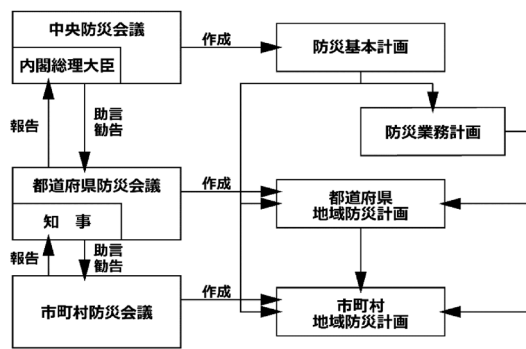 中央防災会議
内閣総理大臣
作成
防災基本計画
報告
助言
勧告
防災業務計画
都道府県防災会議
知 事
作成
都道府県
地域防災計画
報告
助言
勧告
市町村防災会議
作成
市町村
地域防災計画